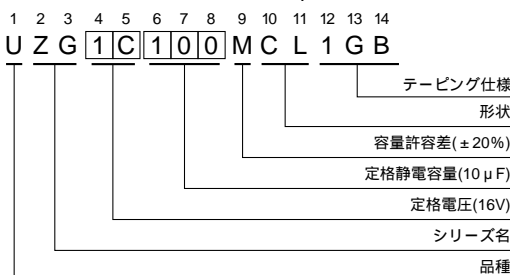 1 2 3 4 5 6 7 8 9 10 11 12 13 14
U Z G 1 C 1 0 0 M C L 1 G B
テーピング仕様
形状
容量許容差(±20%)
定格静電容量(10μF)
定格電圧(16V)
シリーズ名
品種